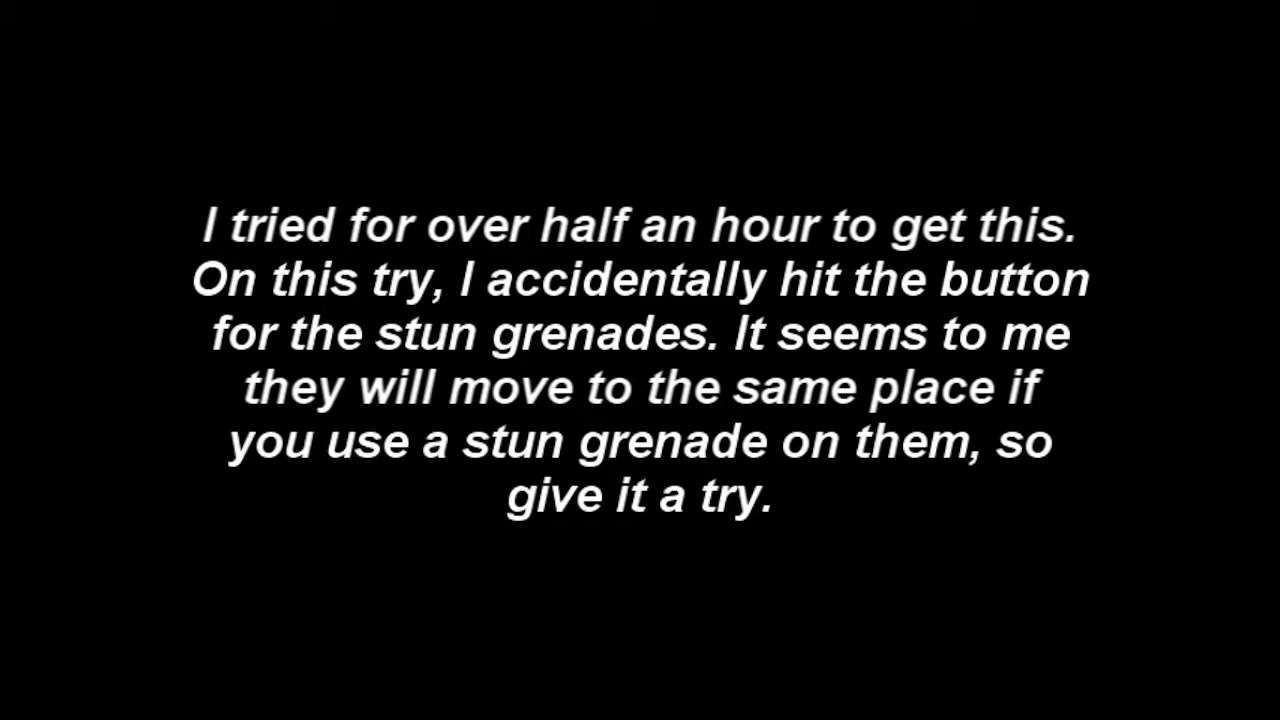 I tried for over half an hour to get this.
On this try, I accidentally hit the button
for the stun grenades. It seems to me
they will move to the same place if
you use a stun grenade on them, so
give it a try.